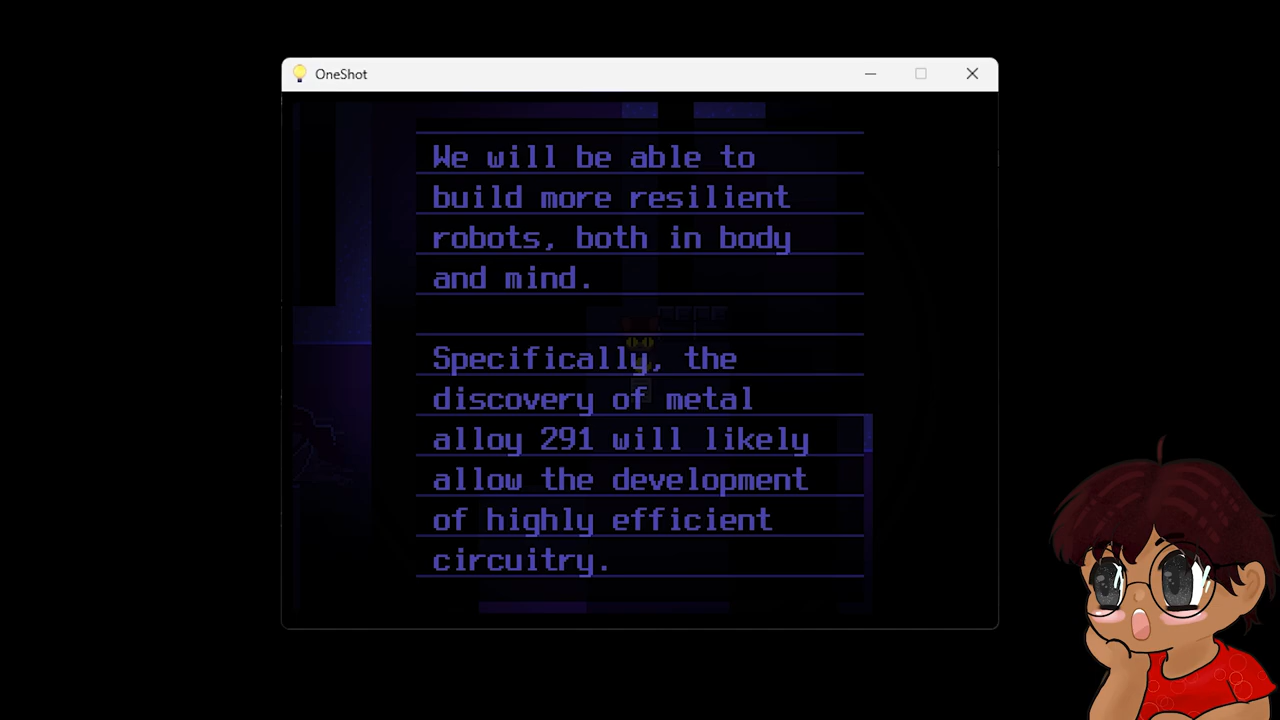 OneShot
We will be able to
build more resilient
robots, both in body
and mind.
Specifically, the
discovery of metal
alloy 291 will likely
allow the development
of highly efficient
circuitry.